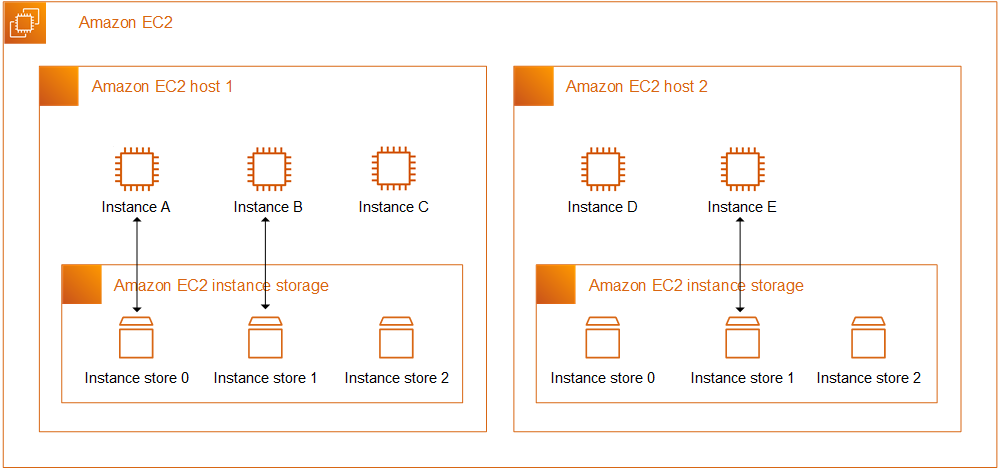 Amazon EC2
Amazon EC2 host 1
Instance A
Instance B
Instance C
Amazon EC2 instance storage
Instance store 0
Instance store 1
Instance store 2
Amazon EC2 host 2
Instance D
Instance E
Amazon EC2 instance storage
Instance store 0
Instance store 1
Instance store 2